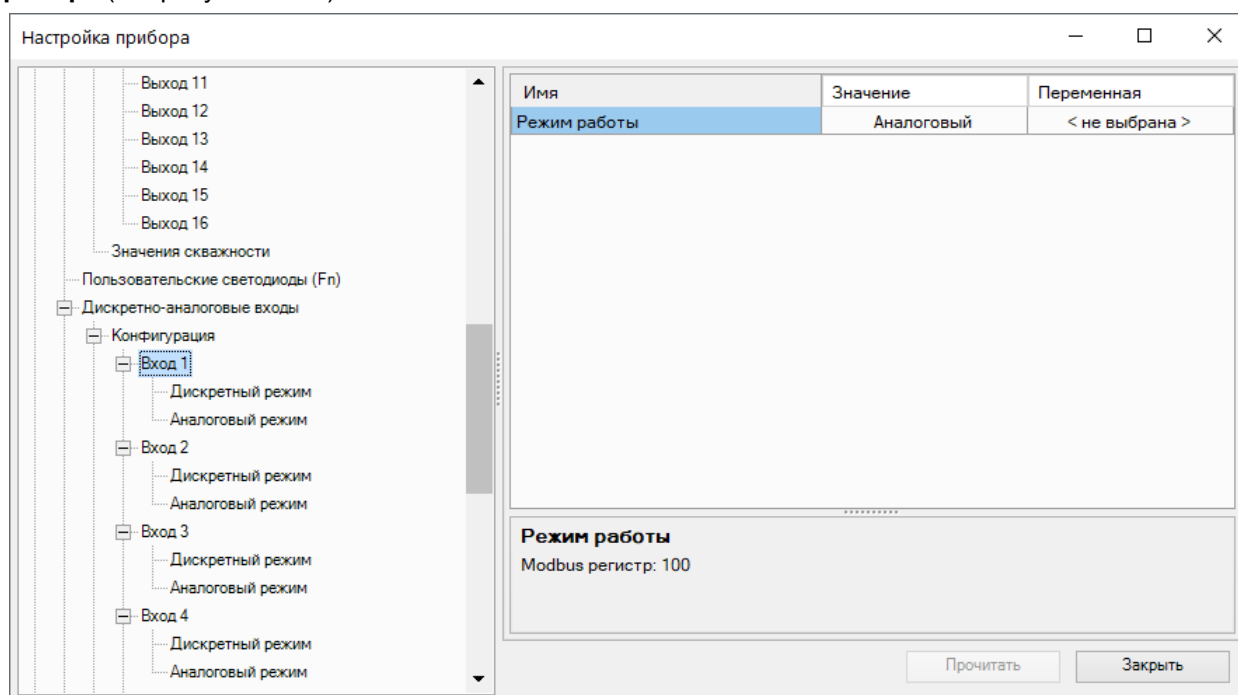 Настройка прибора
Выход 11
Выход 12
Выход 13
Выход 14
Выход 15
Выход 16
Значения скважности
Пользовательские светодиоды (Fn)
Дискретно-аналоговые входы
Конфигурация
Вход 1
Дискретный режим
Аналоговый режим
Вход 2
Дискретный режим
Аналоговый режим
Вход 3
Дискретный режим
Аналоговый режим
Вход 4
Дискретный режим
Аналоговый режим
Имя Значение Переменная
Режим работы Аналоговый < не выбрана >
Режим работы
Modbus регистр: 100
Прочитать Закрыть